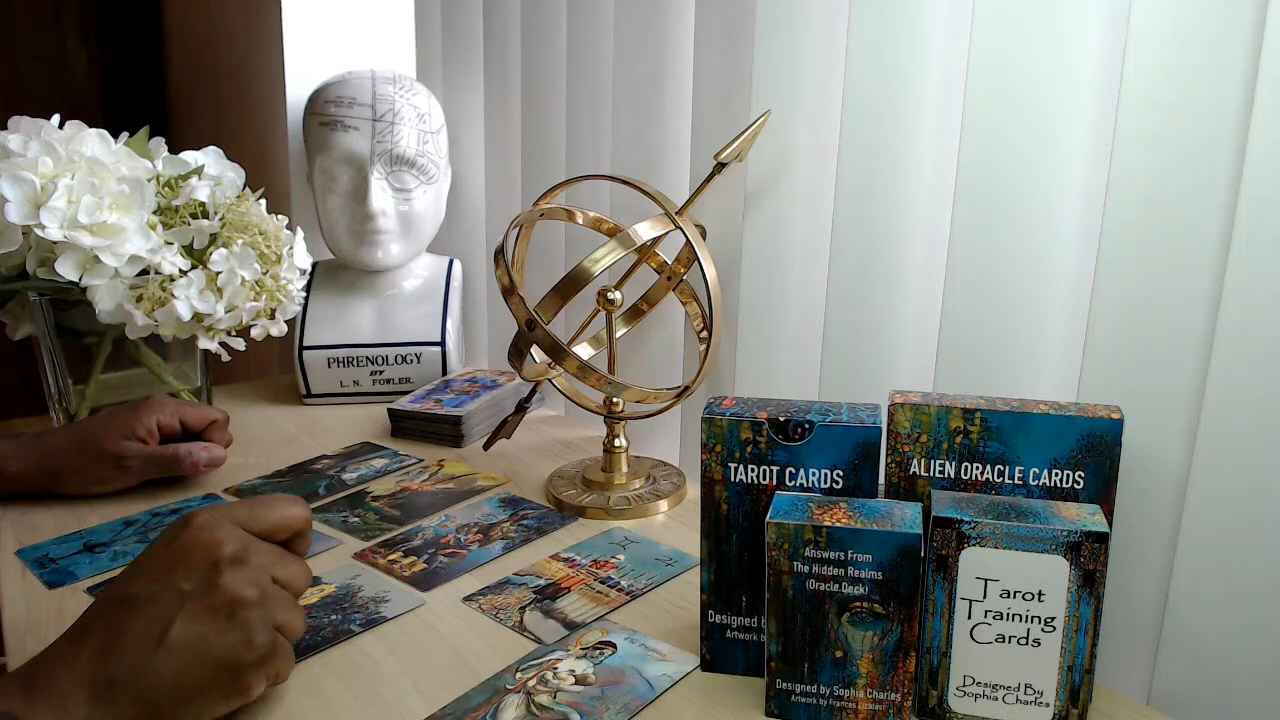 PHRENOLOGY
BY
L. N. FOWLER.
TAROT CARDS
Designed b
Artwork b
ALIEN ORACLE CARDS
Answers From
The Hidden Realms
(Oracle Deck)
Designed by Sophia Charles
Artwork by Frances
Tarot
Training
Cards
Designed By
Sophia Charles